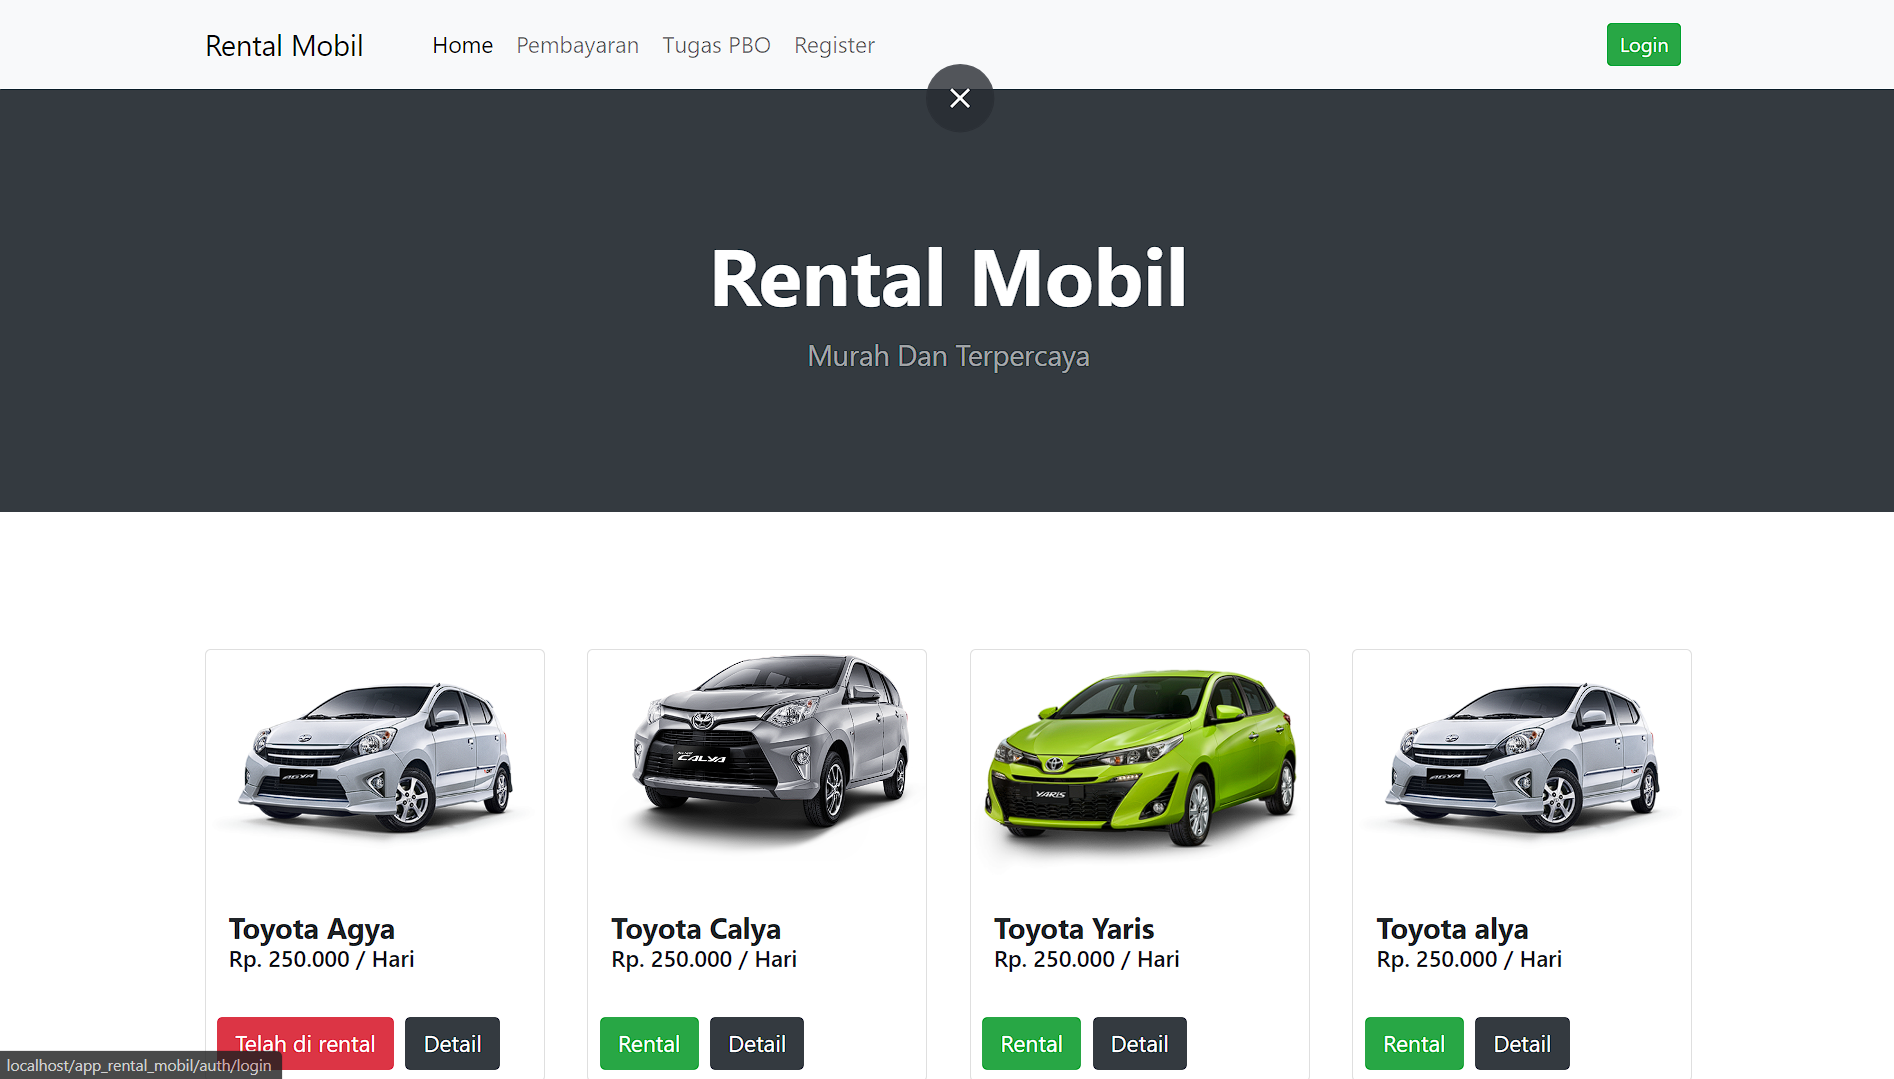 Rental Mobil Home Pembayaran Tugas PBO Register Login
Rental Mobil
Murah Dan Terpercaya
AGYA
CALYA
YARIS
AGYA
Toyota Agya
Rp. 250.000 / Hari
Telah di rental Detail
Toyota Calya
Rp. 250.000 / Hari
Rental Detail
Toyota Yaris
Rp. 250.000 / Hari
Rental Detail
Toyota alya
Rp. 250.000 / Hari
Rental Detail
localhost/app_rental_mobil/auth/login